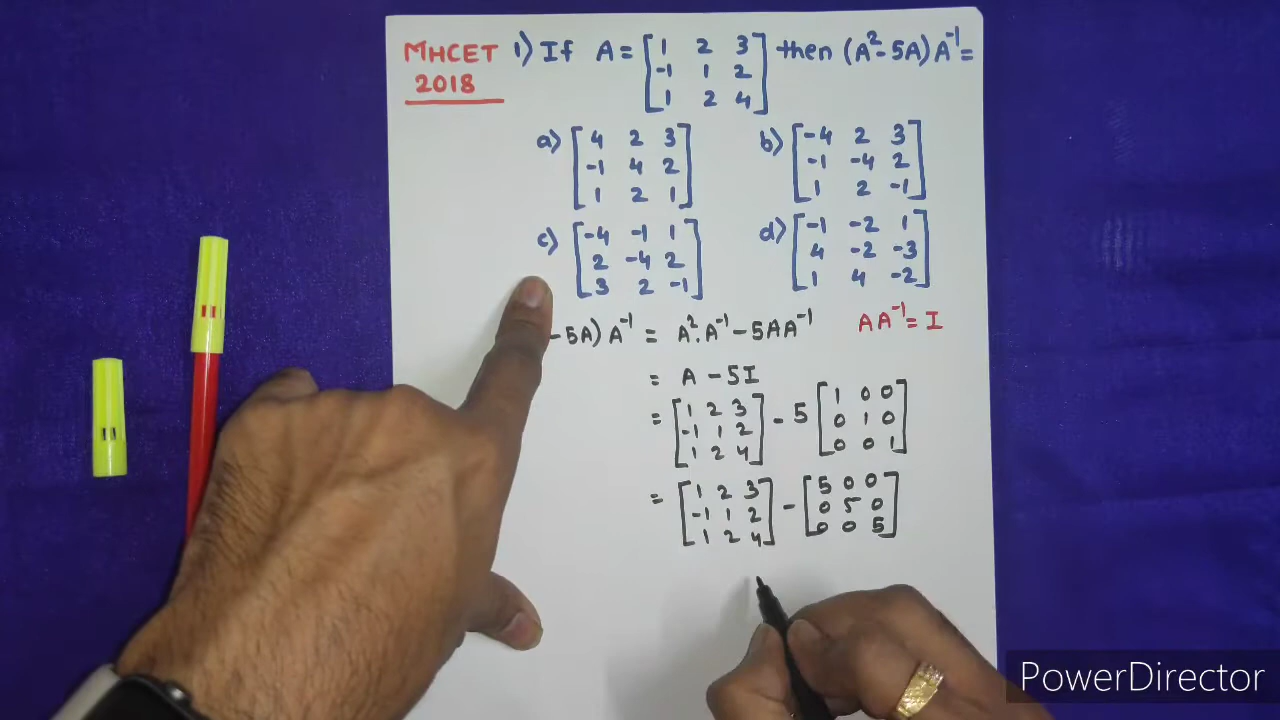 MHCET 1) If A = [1 2 3] then (A² - 5A) A⁻¹ =
2018 [-1 1 2]
[1 2 4]
a) [4 2 3] b) [-4 2 3]
[-1 4 2] [-1 -4 2]
[1 2 1] [1 2 -1]
c) [-4 -1 1] d) [-1 -2 1]
[2 -4 2] [4 -2 -3]
[3 2 -1] [1 4 -2]
- 5A) A⁻¹ = A². A⁻¹ - 5AA⁻¹ AA⁻¹ = I
= A - 5I
= [1 2 3] - 5 [1 0 0]
[-1 1 2] [0 1 0]
[1 2 4] [0 0 1]
= [1 2 3] - [5 0 0]
[-1 1 2] [0 5 0]
[1 2 4] [0 0 5]
PowerDirector